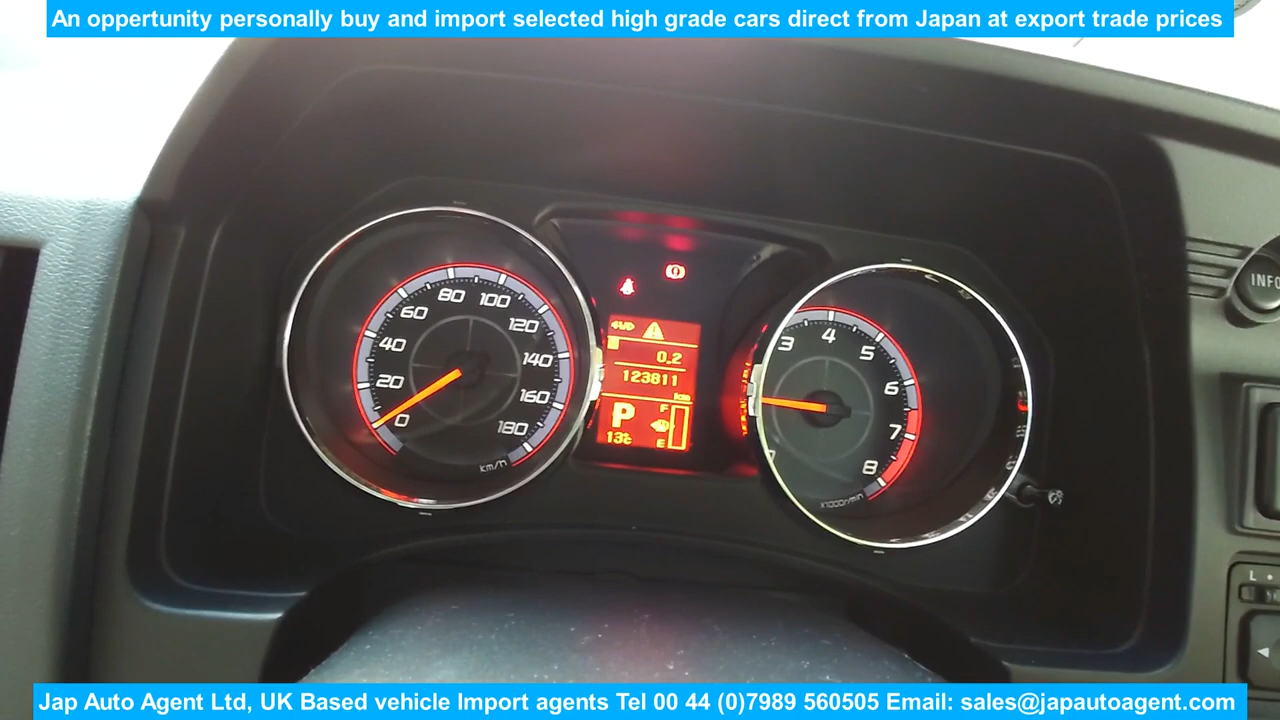 An opportunity personally buy and import selected high grade cars direct from Japan at export trade prices
INFO
0
20
40
60
80
100
120
140
160
180
km/h
4WD
0.2
123811
km
P
F
E
13°c
3
4
5
6
7
8
x1000r/min
L
Jap Auto Agent Ltd, UK Based vehicle Import agents Tel 00 44 (0)7989 560505 Email: sales@japautoagent.com